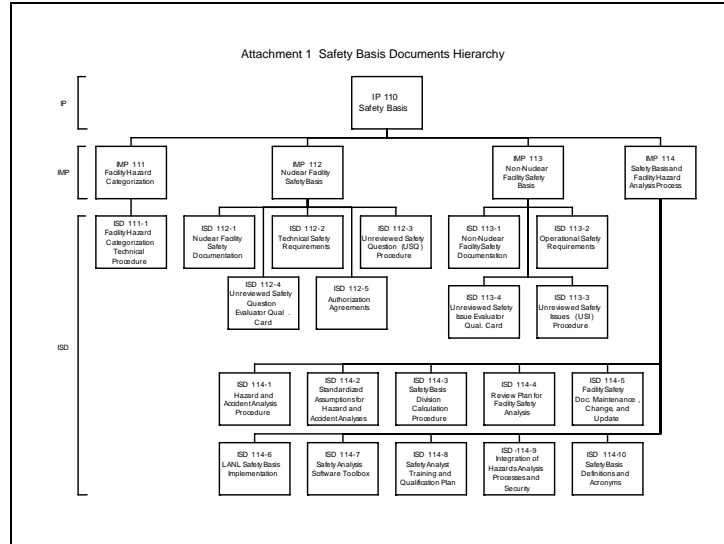 Attachment 1 Safety Basis Documents Hierarchy
IP
IP 110
Safety Basis
IMP
IMP 111
Facility Hazard
Categorization
IMP 112
Nuclear Facility
Safety Basis
IMP 113
Non-Nuclear
Facility Safety
Basis
IMP 114
Safety Basis and
Facility Hazard
Analysis Process
ISD
ISD 111-1
Facility Hazard
Categorization
Technical
Procedure
ISD 112-1
Nuclear Facility
Safety
Documentation
ISD 112-2
Technical Safety
Requirements
ISD 112-3
Unreviewed Safety
Question (USQ)
Procedure
ISD 113-1
Non-Nuclear
Facility Safety
Documentation
ISD 113-2
Operational Safety
Requirements
ISD 112-4
Unreviewed Safety
Question
Evaluator Qual .
Card
ISD 112-5
Authorization
Agreements
ISD 113-4
Unreviewed Safety
Issue Evaluator
Qual. Card
ISD 113-3
Unreviewed Safety
Issues (USI)
Procedure
ISD 114-1
Hazard and
Accident Analysis
Procedure
ISD 114-2
Standardized
Assumptions for
Hazard and
Accident Analyses
ISD 114-3
Safety Basis
Division
Calculation
Procedure
ISD 114-4
Review Plan for
Facility Safety
Analysis
ISD 114-5
Facility Safety
Doc. Maintenance ,
Change, and
Update
ISD 114-6
LANL Safety Basis
Implementation
ISD 114-7
Safety Analysis
Software Toolbox
ISD 114-8
Safety Analyst
Training and
Qualification Plan
ISD -114-9
Integration of
Hazards Analysis
Processes and
Security
ISD 114-10
Safety Basis
Definitions and
Acronyms